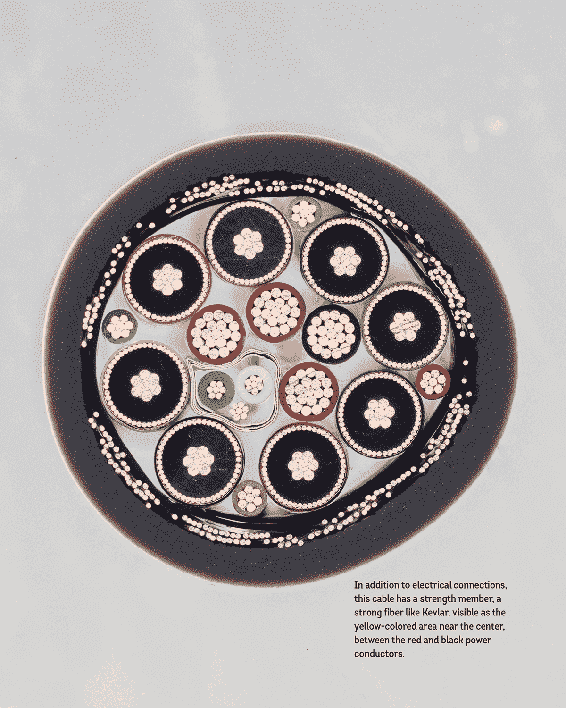 In addition to electrical connections,
this cable has a strength member, a
strong fiber like Kevlar, visible as the
yellow-colored area near the center,
between the red and black power
conductors.